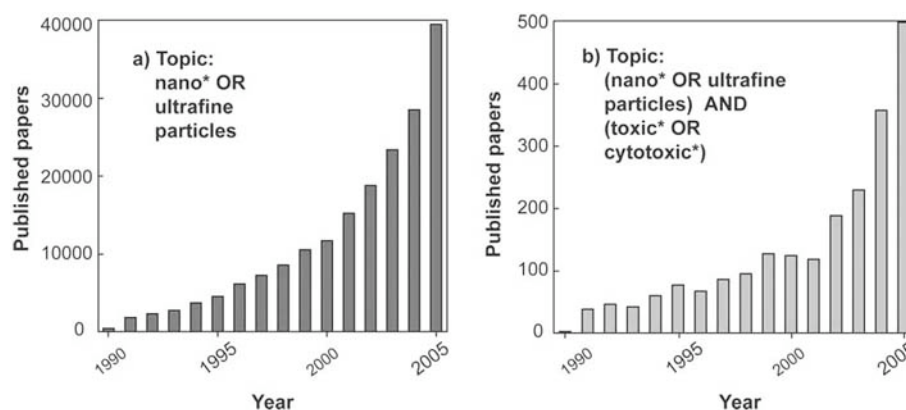 40000
30000
20000
10000
0
Published papers
a) Topic:
nano* OR
ultrafine
particles
1990
1995
2000
2005
Year
500
400
300
200
100
0
Published papers
b) Topic:
(nano* OR ultrafine
particles) AND
(toxic* OR
cytotoxic*)
1990
1995
2000
2005
Year